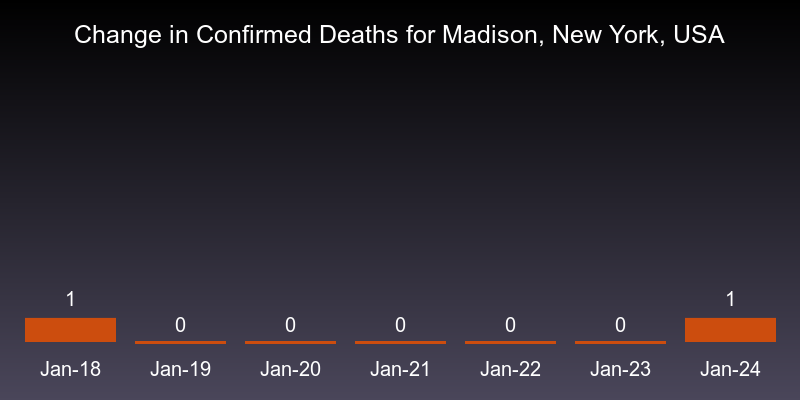 Change in Confirmed Deaths for Madison, New York, USA
1 0 0 0 0 0 1
Jan-18 Jan-19 Jan-20 Jan-21 Jan-22 Jan-23 Jan-24